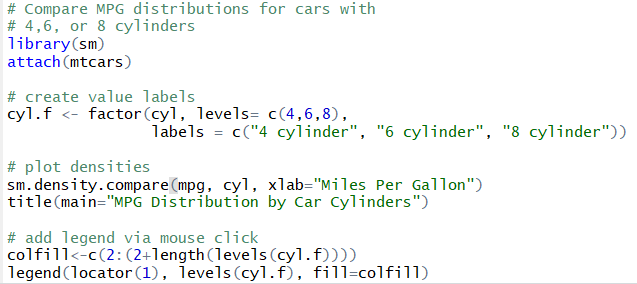 # Compare MPG distributions for cars with
# 4,6, or 8 cylinders
library(sm)
attach(mtcars)
# create value labels
cyl.f <- factor(cyl, levels= c(4,6,8),
labels = c("4 cylinder", "6 cylinder", "8 cylinder"))
# plot densities
sm.density.compare(mpg, cyl, xlab="Miles Per Gallon")
title(main="MPG Distribution by Car Cylinders")
# add legend via mouse click
colfill<-c(2:(2+length(levels(cyl.f))))
legend(locator(1), levels(cyl.f), fill=colfill)